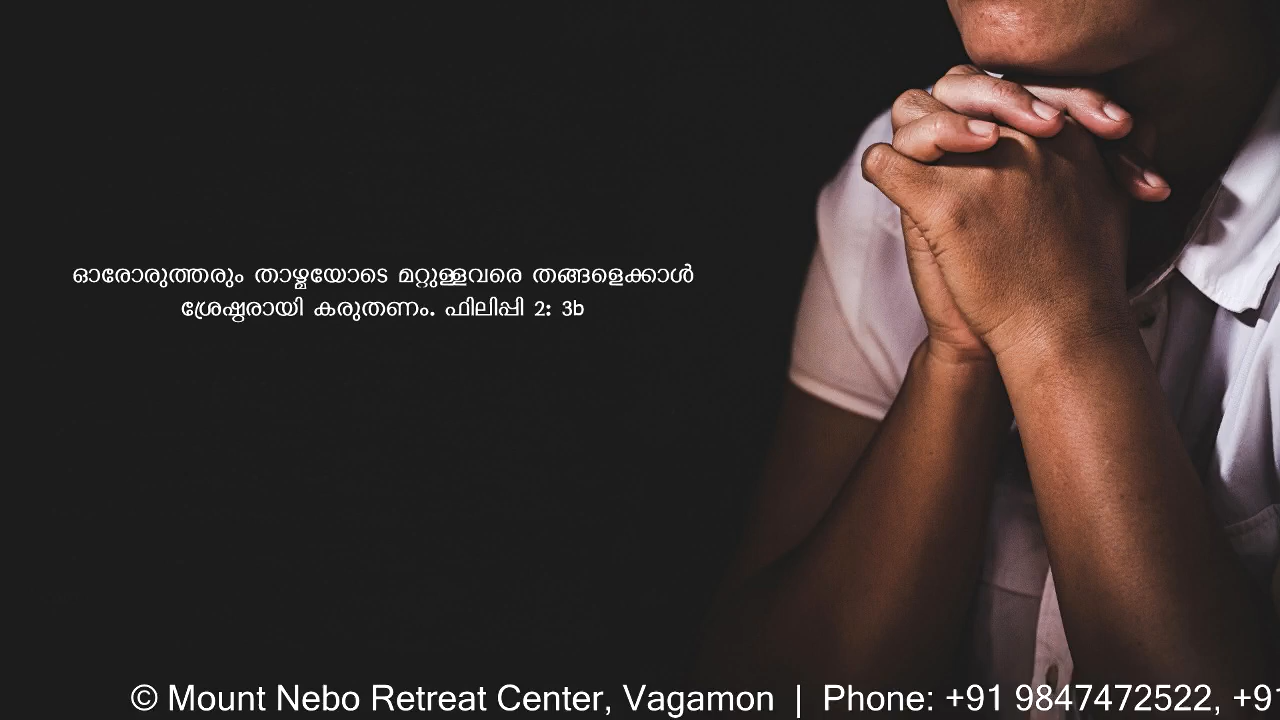 ഓരോരുത്തരും താഴ്മയോടെ മറ്റുള്ളവരെ തങ്ങളെക്കാൾ
ശ്രേഷ്ഠരായി കരുതണം. ഫിലിപ്പി 2: 3b
© Mount Nebo Retreat Center, Vagamon | Phone: +91 9847472522, +91